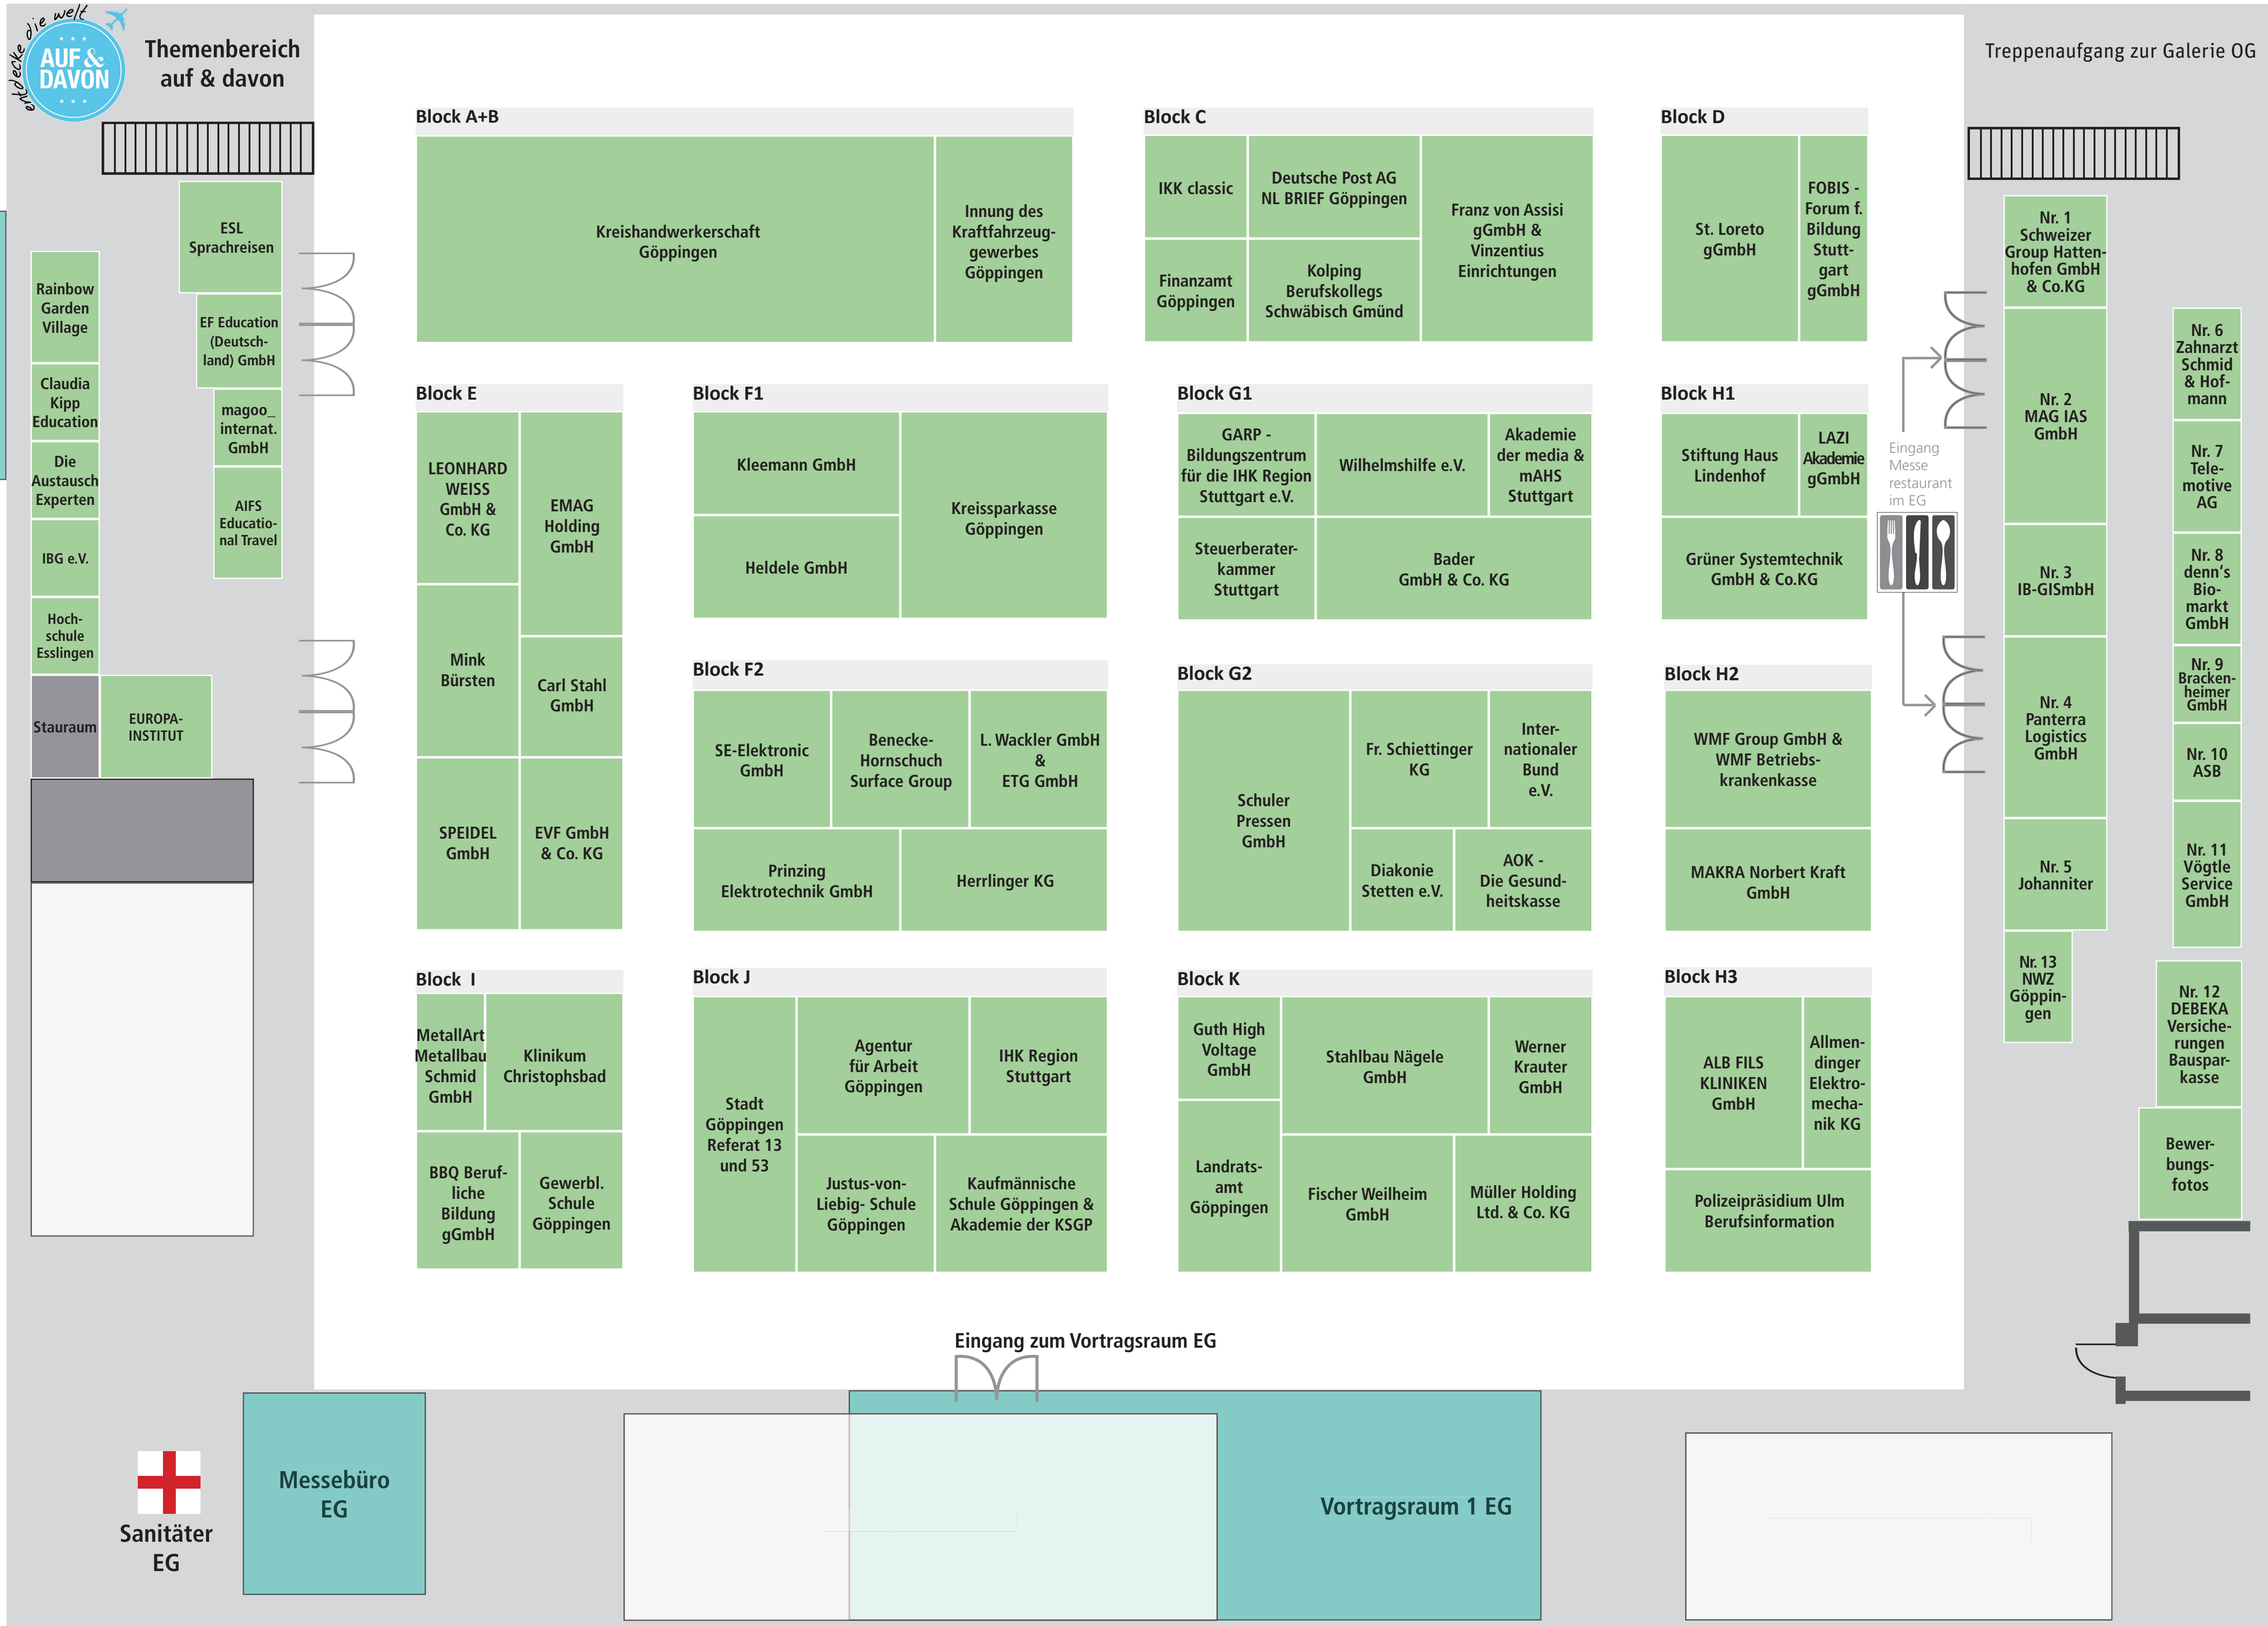 entdecke die welt
AUF &
DAVON
Themenbereich
auf & davon
Treppenaufgang zur Galerie OG
Block A+B
Kreishandwerkerschaft
Göppingen
Innung des
Kraftfahrzeug-
gewerbes
Göppingen
Block C
IKK classic
Deutsche Post AG
NL BRIEF Göppingen
Franz von Assisi
gGmbH &
Vinzentius
Einrichtungen
Finanzamt
Göppingen
Kolping
Berufskollegs
Schwäbisch Gmünd
Block D
St. Loreto
gGmbH
FOBIS -
Forum f.
Bildung
Stutt-
gart
gGmbH
ESL
Sprachreisen
EF Education
(Deutsch-
land) GmbH
magoo_
internat.
GmbH
AIFS
Educatio-
nal Travel
Rainbow
Garden
Village
Claudia
Kipp
Education
Die
Austausch
Experten
IBG e.V.
Hoch-
schule
Esslingen
Stauraum
EUROPA-
INSTITUT
Block E
LEONHARD
WEISS
GmbH &
Co. KG
EMAG
Holding
GmbH
Mink
Bürsten
Carl Stahl
GmbH
SPEIDEL
GmbH
EVF GmbH
& Co. KG
Block F1
Kleemann GmbH
Kreissparkasse
Göppingen
Heldele GmbH
Block G1
GARP -
Bildungszentrum
für die IHK Region
Stuttgart e.V.
Wilhelmshilfe e.V.
Akademie
der media &
mAHS
Stuttgart
Steuerberater-
kammer
Stuttgart
Bader
GmbH & Co. KG
Block H1
Stiftung Haus
Lindenhof
LAZI
Akademie
gGmbH
Grüner Systemtechnik
GmbH & Co.KG
Eingang
Messe
restaurant
im EG
Block F2
SE-Elektronic
GmbH
Benecke-
Hornschuch
Surface Group
L. Wackler GmbH
&
ETG GmbH
Prinzing
Elektrotechnik GmbH
Herrlinger KG
Block G2
Schuler
Pressen
GmbH
Fr. Schiettinger
KG
Inter-
nationaler
Bund
e.V.
Diakonie
Stetten e.V.
AOK -
Die Gesund-
heitskasse
Block H2
WMF Group GmbH &
WMF Betriebs-
krankenkasse
MAKRA Norbert Kraft
GmbH
Block I
MetallArt
Metallbau
Schmid
GmbH
Klinikum
Christophsbad
BBQ Beruf-
liche
Bildung
gGmbH
Gewerbl.
Schule
Göppingen
Block J
Stadt
Göppingen
Referat 13
und 53
Agentur
für Arbeit
Göppingen
IHK Region
Stuttgart
Justus-von-
Liebig- Schule
Göppingen
Kaufmännische
Schule Göppingen &
Akademie der KSGP
Block K
Guth High
Voltage
GmbH
Stahlbau Nägele
GmbH
Werner
Krauter
GmbH
Landrats-
amt
Göppingen
Fischer Weilheim
GmbH
Müller Holding
Ltd. & Co. KG
Block H3
ALB FILS
KLINIKEN
GmbH
Allmen-
dinger
Elektro-
mecha-
nik KG
Polizeipräsidium Ulm
Berufsinformation
Nr. 1
Schweizer
Group Hatten-
hofen GmbH
& Co.KG
Nr. 2
MAG IAS
GmbH
Nr. 3
IB-GISmbH
Nr. 4
Panterra
Logistics
GmbH
Nr. 5
Johanniter
Nr. 13
NWZ
Göppin-
gen
Nr. 6
Zahnarzt
Schmid
& Hof-
mann
Nr. 7
Tele-
motive
AG
Nr. 8
denn's
Bio-
markt
GmbH
Nr. 9
Bracken-
heimer
GmbH
Nr. 10
ASB
Nr. 11
Vögtle
Service
GmbH
Nr. 12
DEBEKA
Versiche-
rungen
Bauspar-
kasse
Bewer-
bungs-
fotos
Eingang zum Vortragsraum EG
Sanitäter
EG
Messebüro
EG
Vortragsraum 1 EG